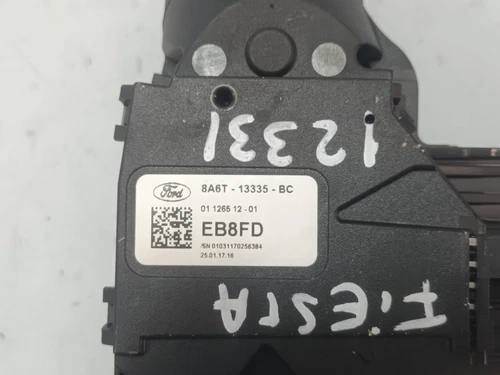 12331
Ford
8A6T - 13335 - BC
01 1265 12 - 01
EB8FD
/SN 01031170256384
25.01.17.16
FiESTA